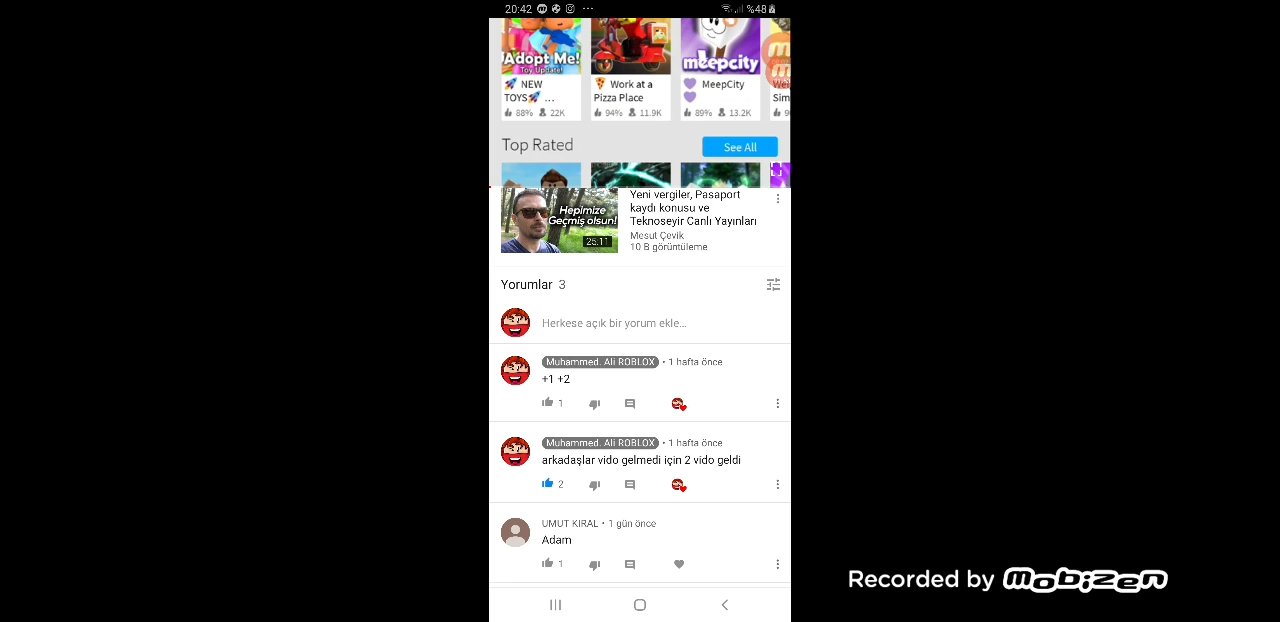 20:42
%48
Adopt Me!
Toy Update!
meepcity
🚀 NEW
TOYS🚀 ...
🍕 Work at a
Pizza Place
💜 MeepCity
💜
Sim
88% 22K
94% 11.9K
89% 13.2K
Top Rated
See All
Hepimize
Geçmiş olsun!
25:11
Yeni vergiler, Pasaport
kaydı konusu ve
Teknoseyir Canlı Yayınları
Mesut Çevik
10 B görüntüleme
Yorumlar 3
Herkese açık bir yorum ekle...
Muhammed. Ali ROBLOX • 1 hafta önce
+1 +2
1
Muhammed. Ali ROBLOX • 1 hafta önce
arkadaşlar vido gelmedi için 2 vido geldi
2
UMUT KIRAL • 1 gün önce
Adam
1
Recorded by mobizen